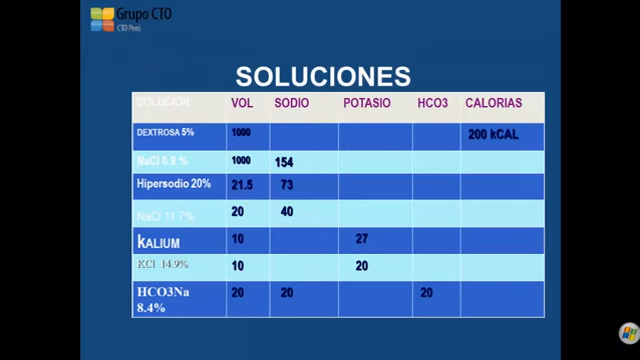 Grupo CTO
CTO Perú
SOLUCIONES
SOLUCION VOL SODIO POTASIO HCO3 CALORIAS
DEXTROSA 5% 1000 200 kCAL
NaCl 0.9 % 1000 154
Hipersodio 20% 21.5 73
NaCl 11.7% 20 40
kALIUM 10 27
KCl 14.9% 10 20
HCO3Na 20 20 20
8.4%